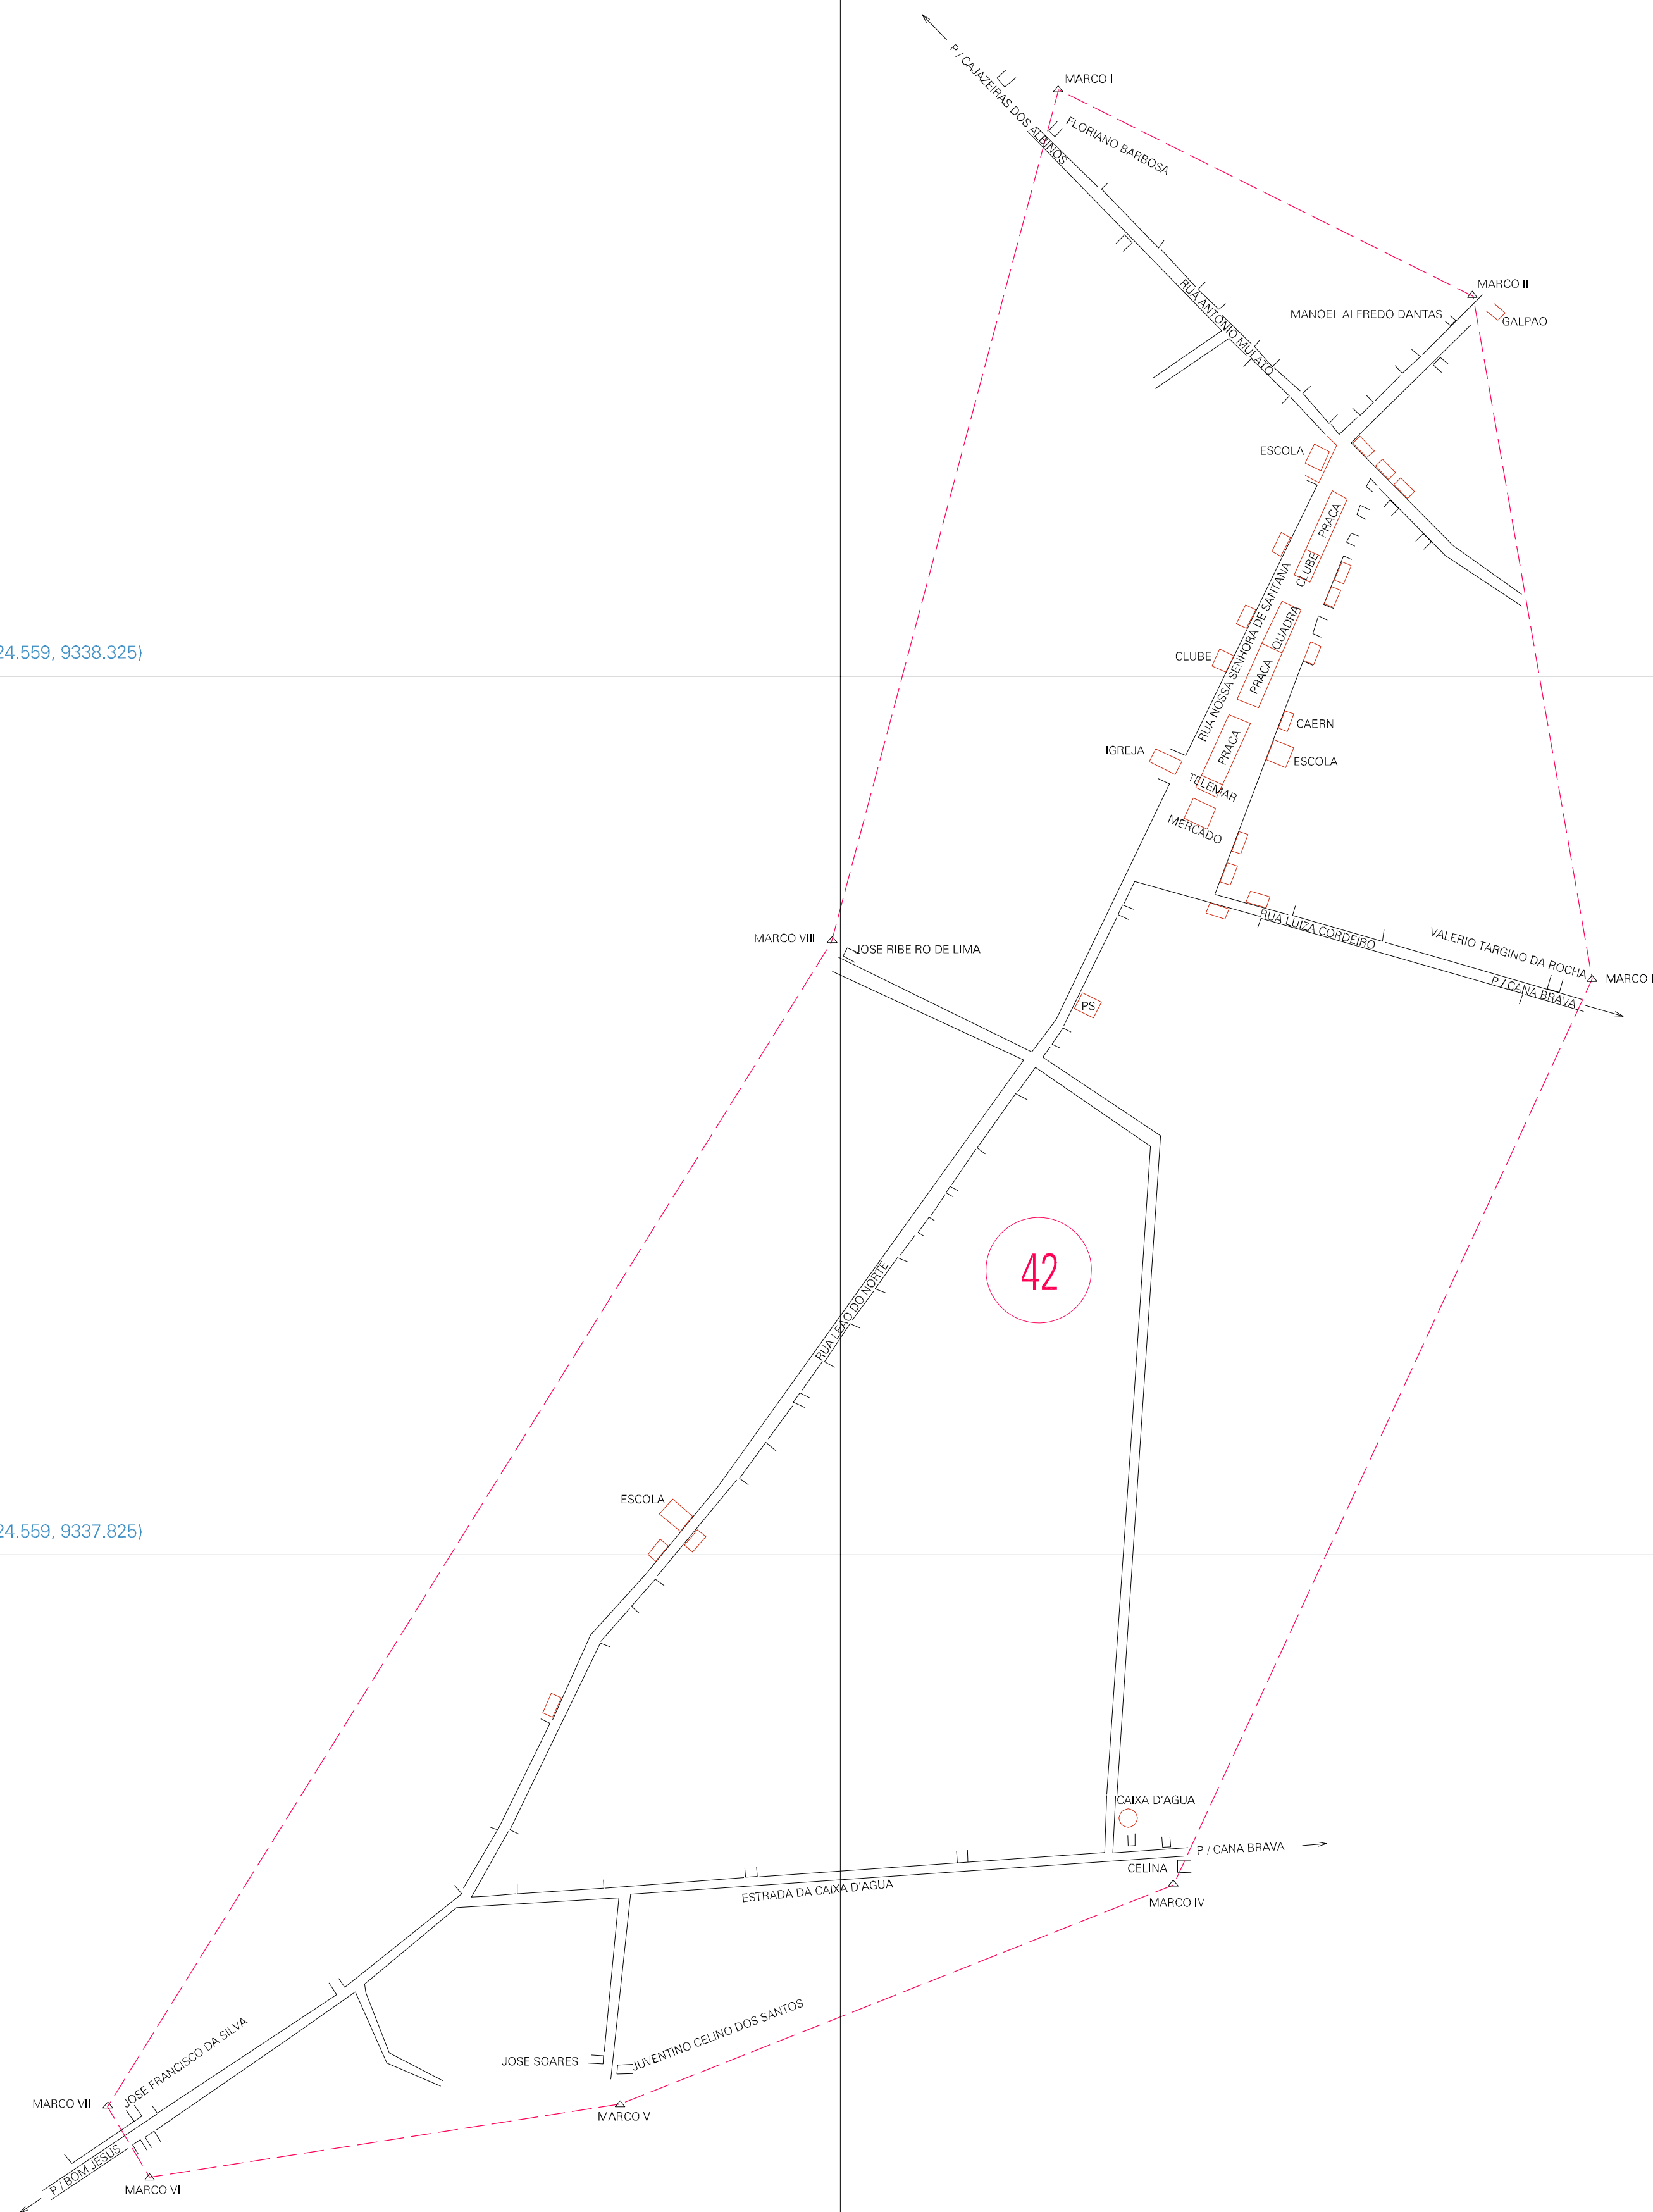 P / CAJAZEIRAS DOS ALBINOS
MARCO I
FLORIANO BARBOSA
MARCO II
MANOEL ALFREDO DANTAS
GALPAO
RUA ANTONIO MULATO
ESCOLA
PRACA
CLUBE
RUA NOSSA SENHORA DE SANTANA
QUADRA
CLUBE
PRACA
24.559, 9338.325)
CAERN
PRACA
IGREJA
ESCOLA
TELEMAR
MERCADO
RUA LUIZA CORDEIRO
VALERIO TARGINO DA ROCHA
MARCO VIII
JOSE RIBEIRO DE LIMA
P / CANA BRAVA
MARCO I
PS
42
RUA LEAO DO NORTE
ESCOLA
24.559, 9337.825)
CAIXA D'AGUA
P / CANA BRAVA
CELINA
ESTRADA DA CAIXA D'AGUA
MARCO IV
JUVENTINO CELINO DOS SANTOS
JOSE SOARES
JOSE FRANCISCO DA SILVA
MARCO VII
MARCO V
P / BOM JESUS
MARCO VI